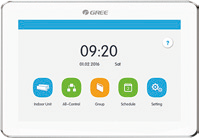 GREE
?
09:20
01.02 2016 Sat
Indoor Unit All-Control Group Schedule Setting